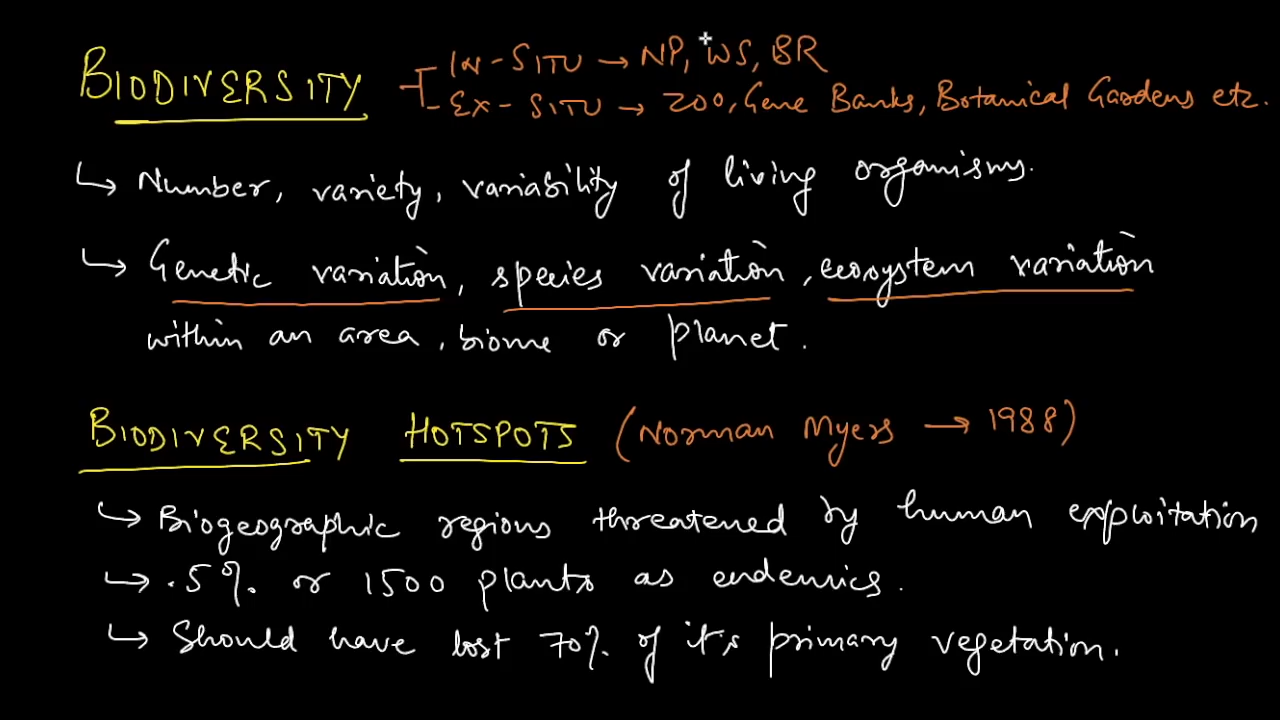 BIODIVERSITY
IN-SITU → NP, WS, BR
EX-SITU → ZOO, Gene Banks, Botanical Gardens etc.
↳ Number, variety, variability of living organisms.
↳ Genetic variation, species variation, ecosystem variation
within an area, biome or planet.
BIODIVERSITY HOTSPOTS (Norman Myers → 1988)
↳ Biogeographic regions threatened by human exploitation
↳ .5% or 1500 plants as endemics.
↳ Should have lost 70% of it's primary vegetation.